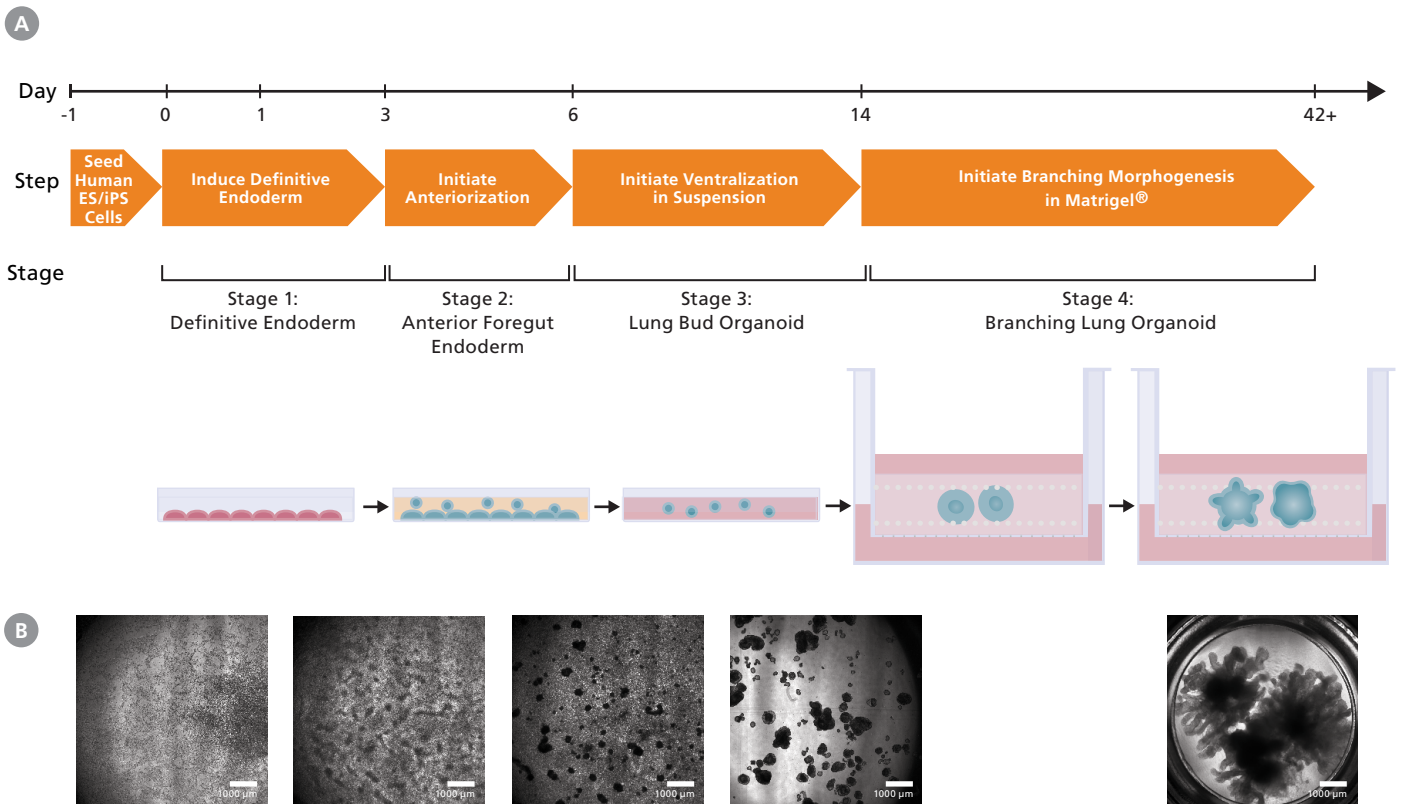 A
Day
-1 0 1 3 6 14 42+
Step
Seed
Human
ES/iPS
Cells
Induce Definitive
Endoderm
Initiate
Anteriorization
Initiate Ventralization
in Suspension
Initiate Branching Morphogenesis
in Matrigel®
Stage
Stage 1:
Definitive Endoderm
Stage 2:
Anterior Foregut
Endoderm
Stage 3:
Lung Bud Organoid
Stage 4:
Branching Lung Organoid
B
1000 µm
1000 µm
1000 µm
1000 µm
1000 µm